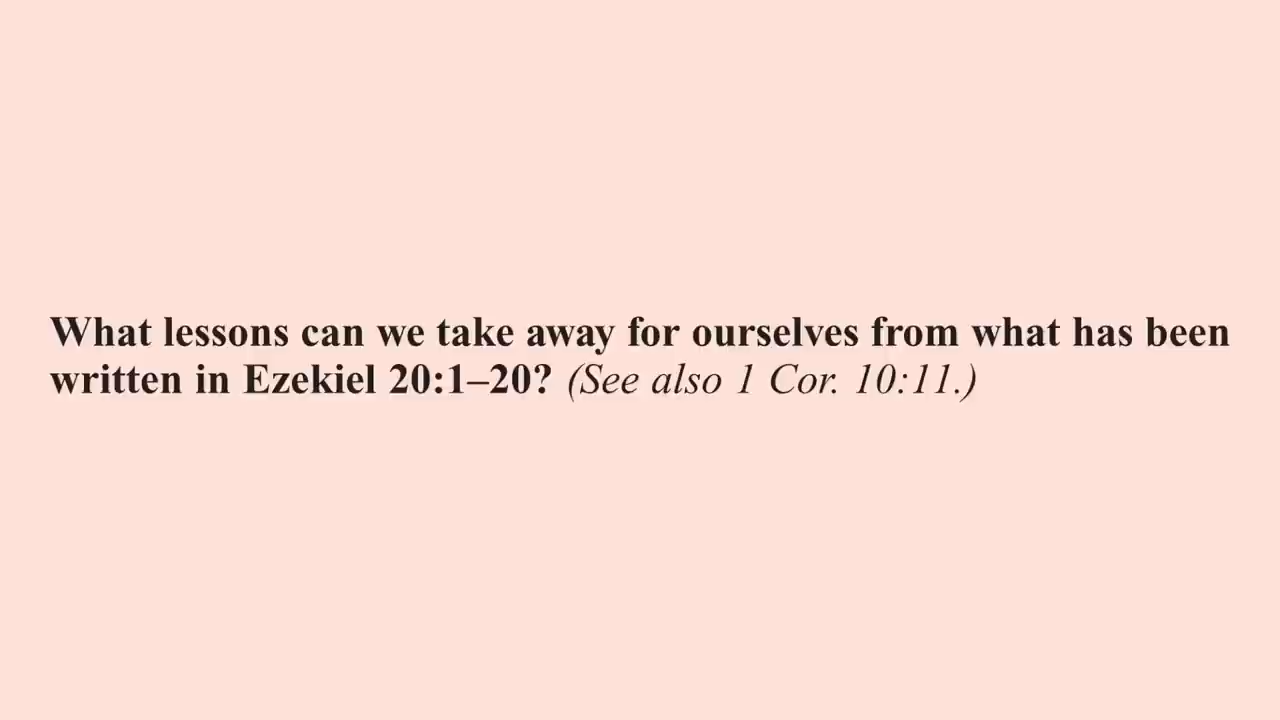 What lessons can we take away for ourselves from what has been
written in Ezekiel 20:1–20? (See also 1 Cor. 10:11.)